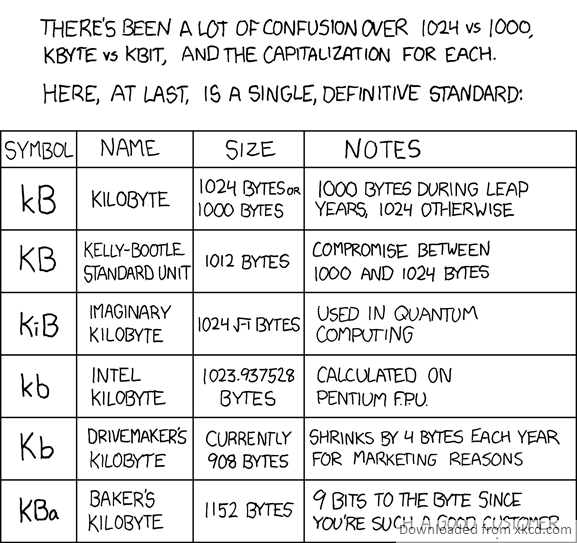 THERE'S BEEN A LOT OF CONFUSION OVER 1024 vs 1000,
KBYTE vs KBIT, AND THE CAPITALIZATION FOR EACH.
HERE, AT LAST, IS A SINGLE, DEFINITIVE STANDARD:
SYMBOL NAME SIZE NOTES
kB
KILOBYTE
1024 BYTES OR
1000 BYTES
1000 BYTES DURING LEAP
YEARS, 1024 OTHERWISE
KB
KELLY-BOOTLE
STANDARD UNIT
1012 BYTES
COMPROMISE BETWEEN
1000 AND 1024 BYTES
KiB
IMAGINARY
KILOBYTE
1024 √-1 BYTES
USED IN QUANTUM
COMPUTING
kb
INTEL
KILOBYTE
1023.937528
BYTES
CALCULATED ON
PENTIUM F.P.U.
Kb
DRIVEMAKER'S
KILOBYTE
CURRENTLY
908 BYTES
SHRINKS BY 4 BYTES EACH YEAR
FOR MARKETING REASONS
KBa
BAKER'S
KILOBYTE
1152 BYTES
9 BITS TO THE BYTE SINCE
YOU'RE SUCH A GOOD CUSTOMER
Downloaded from xkcd.com